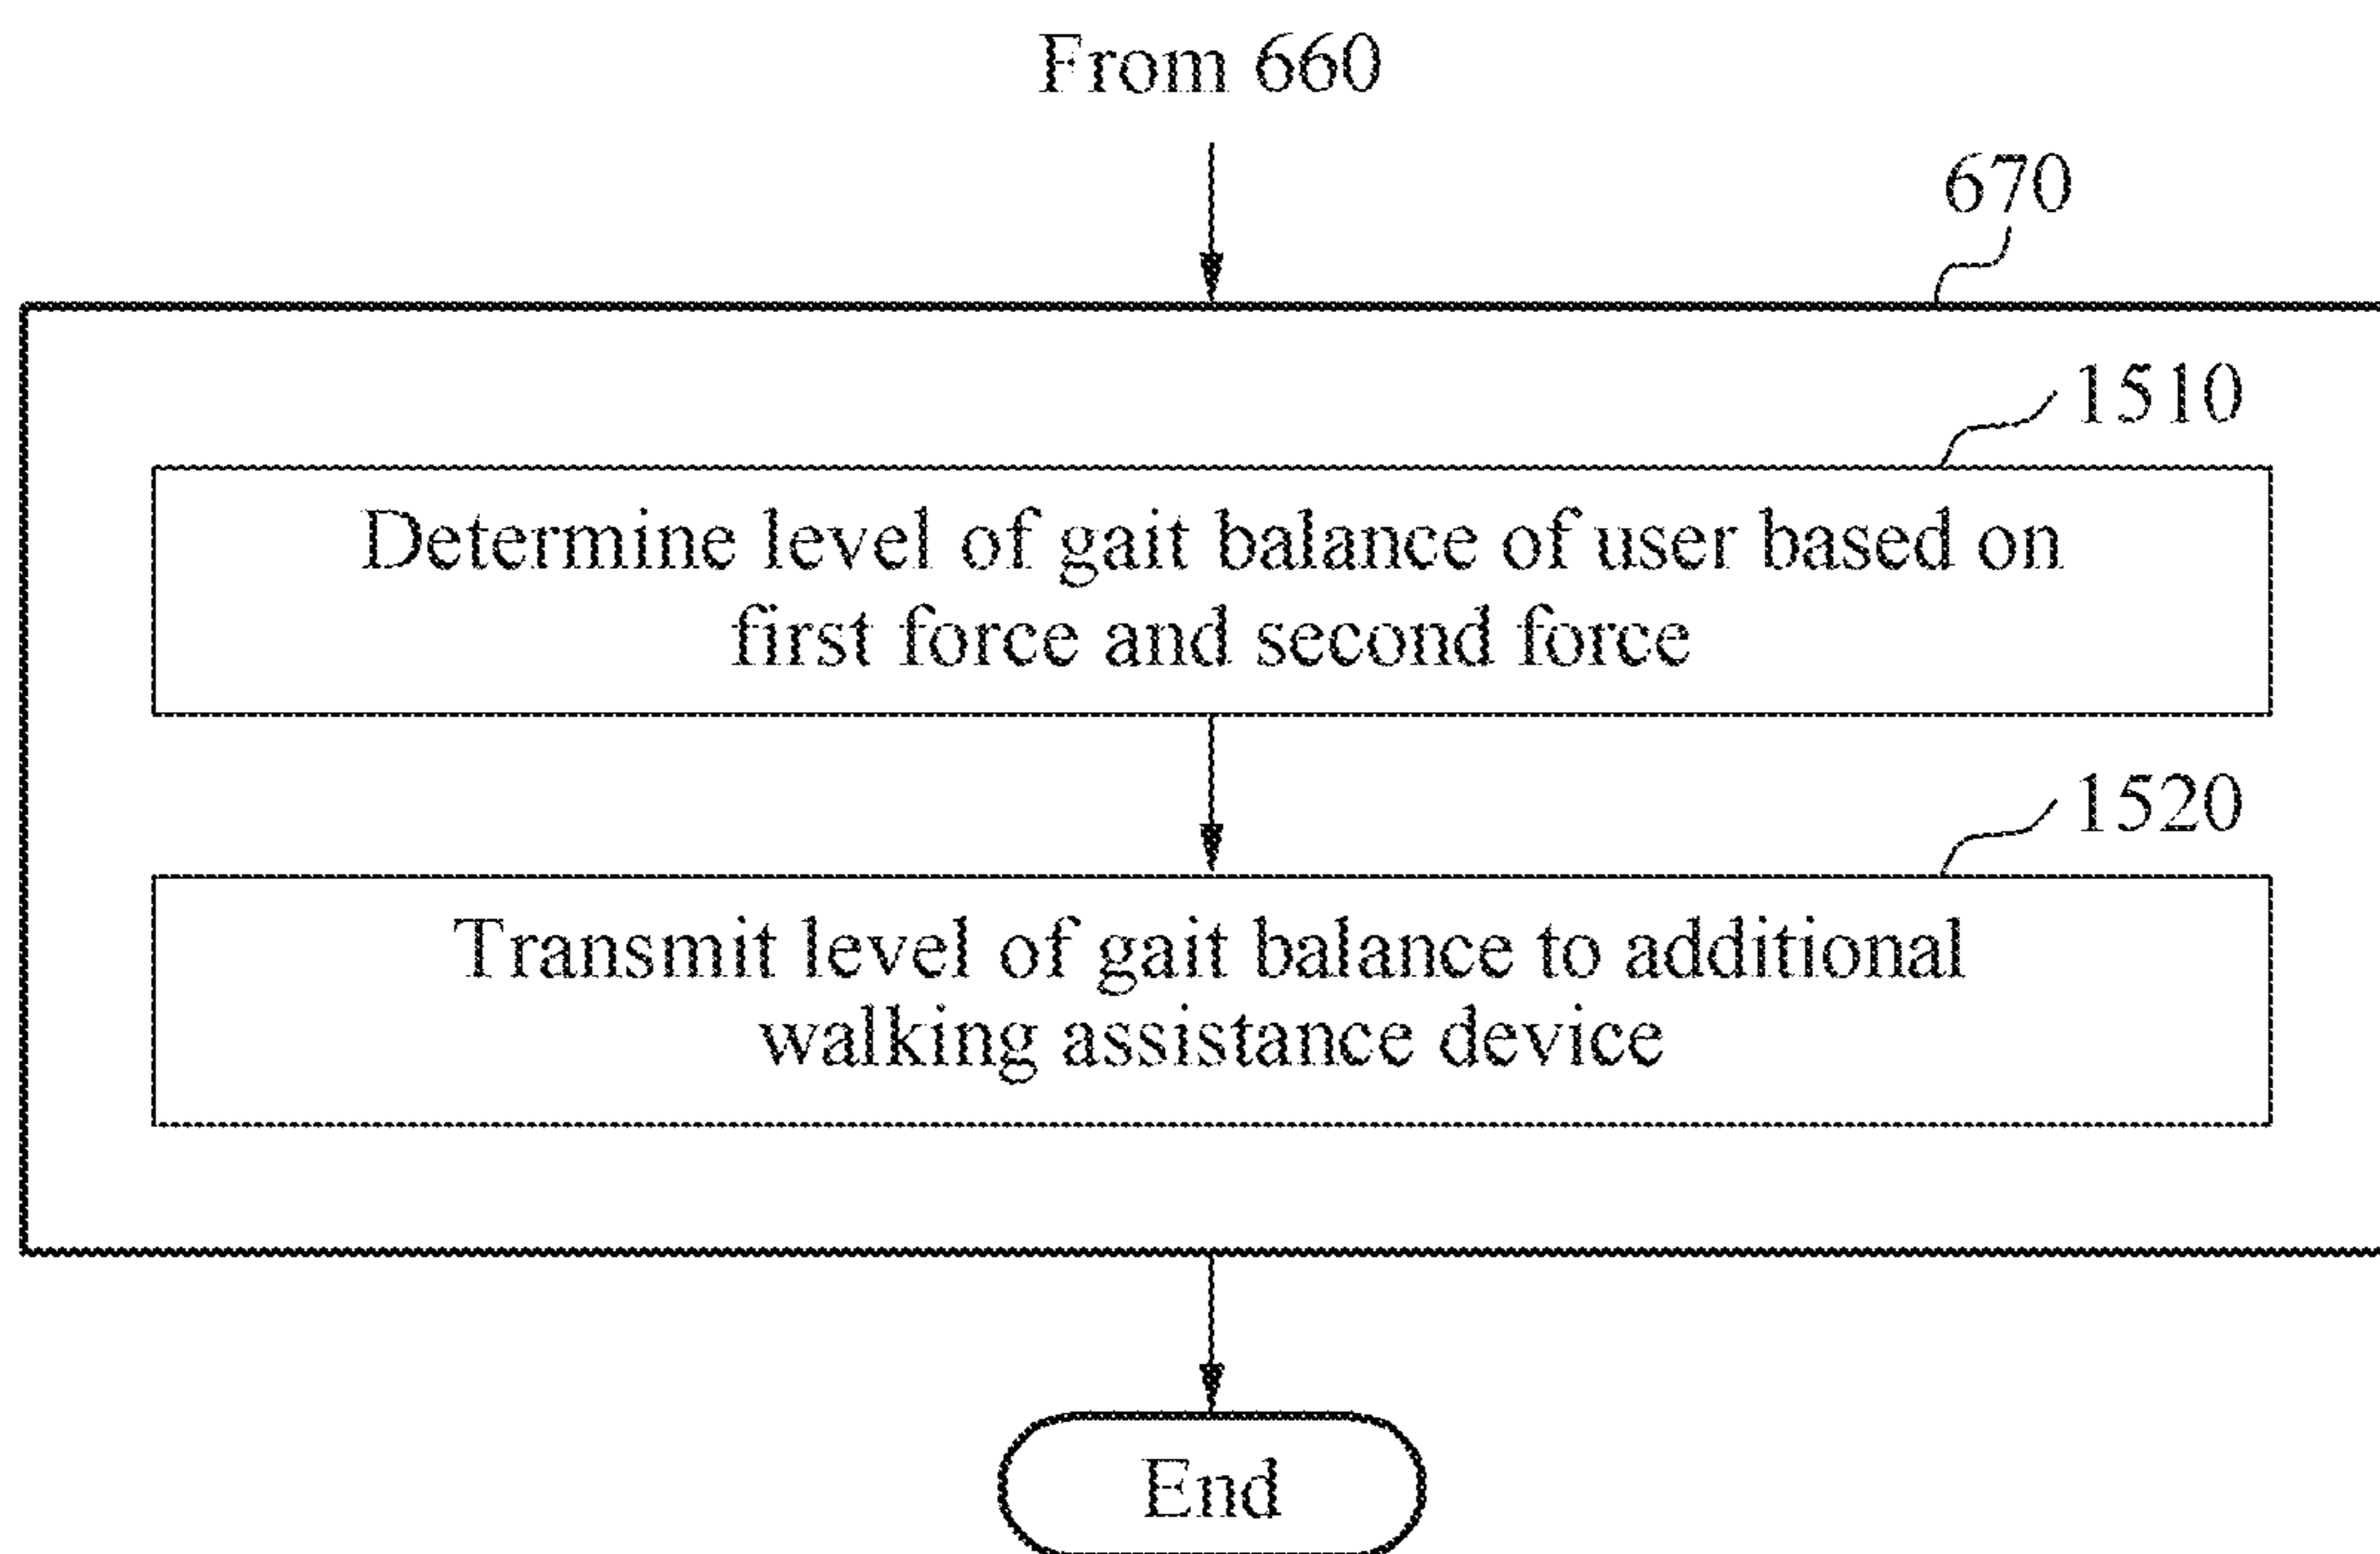 From 660
670
1510
Determine level of gait balance of user based on
first force and second force
1520
Transmit level of gait balance to additional
walking assistance device
End